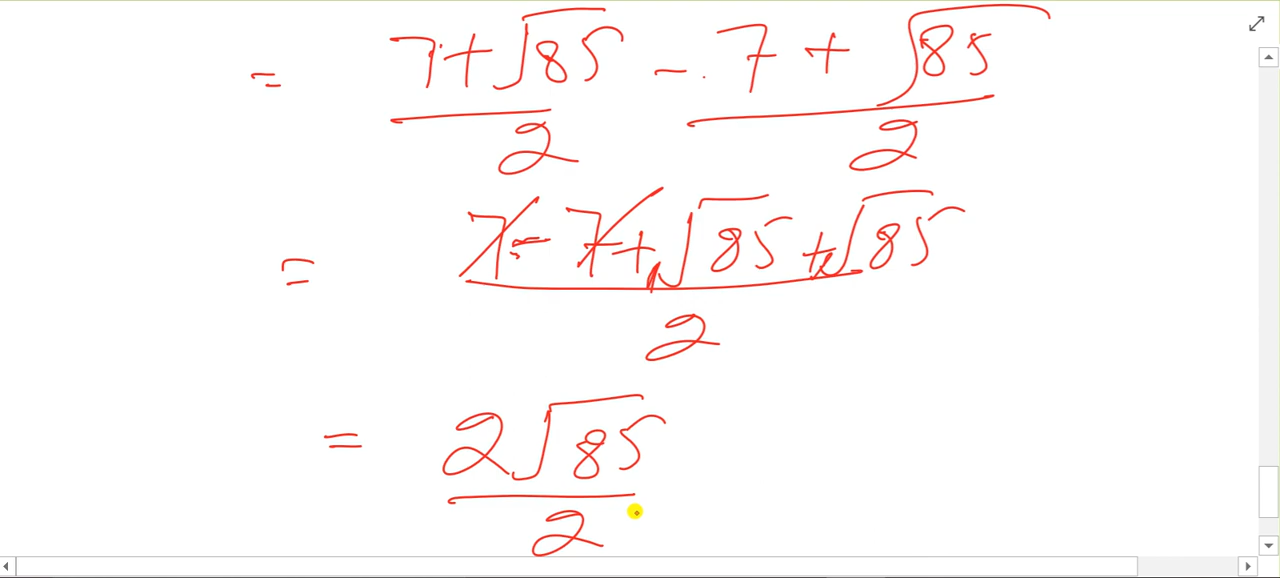 = (7+√85)/2 - (7+√85)/2
= (7-7+√85+√85)/2
= 2√85/2